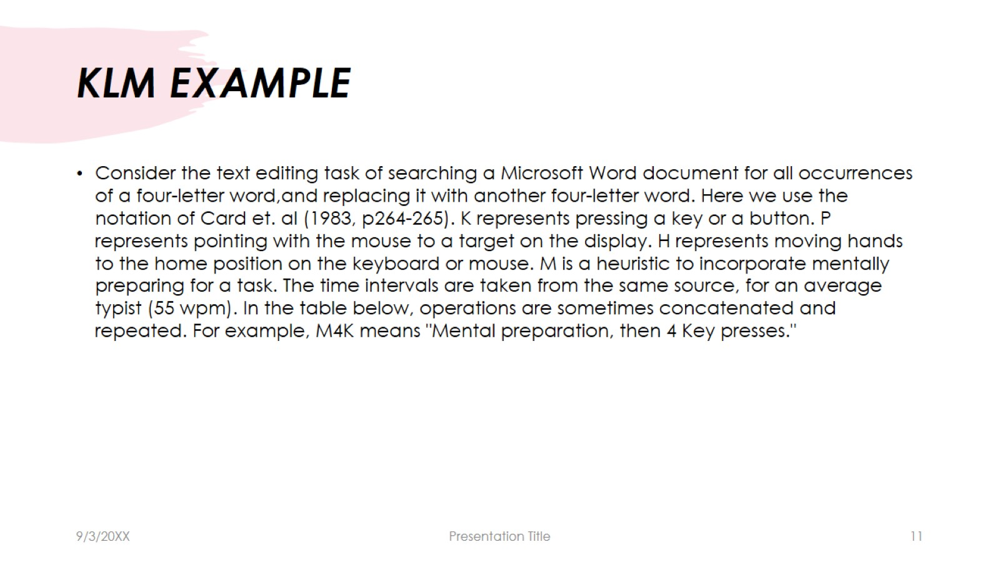 KLM EXAMPLE
• Consider the text editing task of searching a Microsoft Word document for all occurrences
of a four-letter word,and replacing it with another four-letter word. Here we use the
notation of Card et. al (1983, p264-265). K represents pressing a key or a button. P
represents pointing with the mouse to a target on the display. H represents moving hands
to the home position on the keyboard or mouse. M is a heuristic to incorporate mentally
preparing for a task. The time intervals are taken from the same source, for an average
typist (55 wpm). In the table below, operations are sometimes concatenated and
repeated. For example, M4K means "Mental preparation, then 4 Key presses."
9/3/20XX
Presentation Title
11